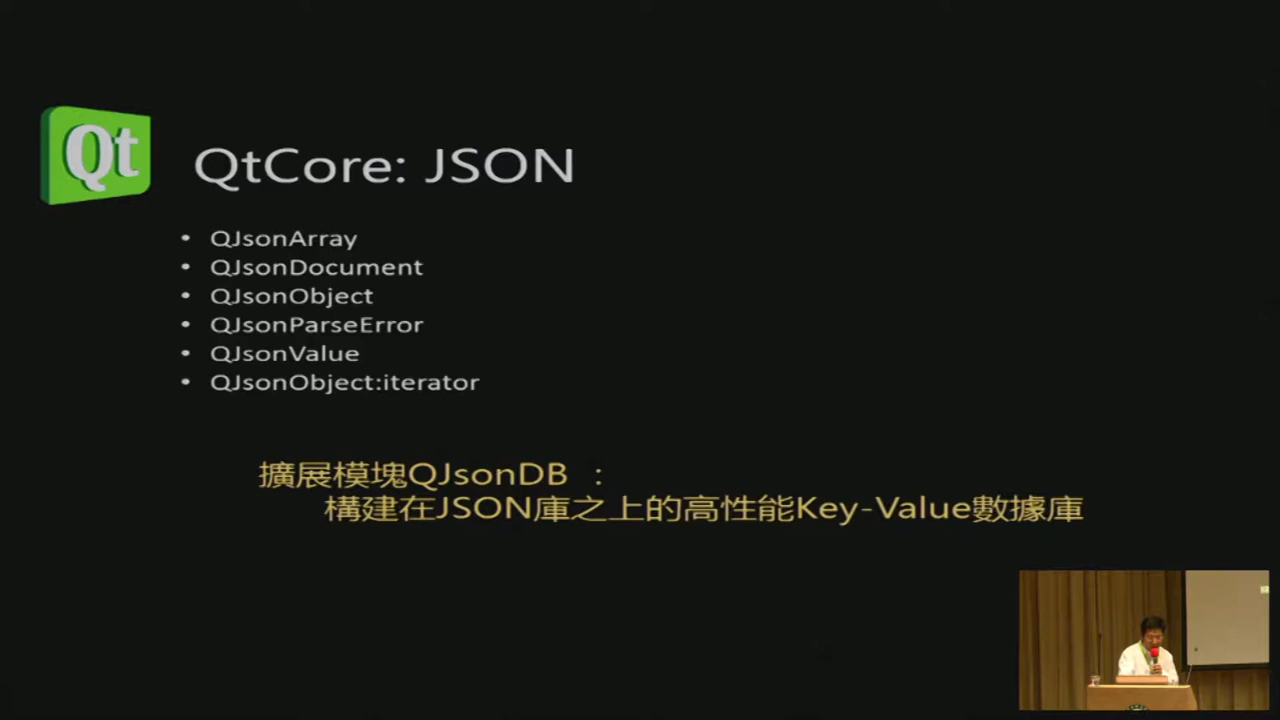 Qt
QtCore: JSON
• QJsonArray
• QJsonDocument
• QJsonObject
• QJsonParseError
• QJsonValue
• QJsonObject:iterator
擴展模塊QJsonDB ：
構建在JSON庫之上的高性能Key-Value數據庫